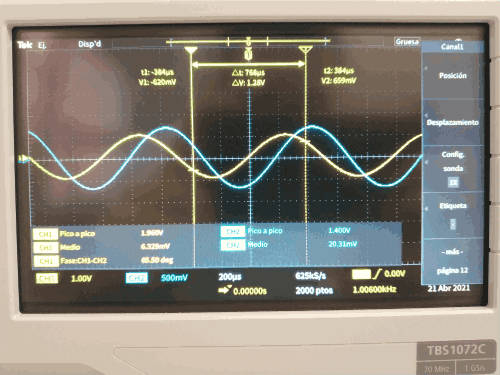 Tek Ej. Disp'd Gruesa
Canal1
Posición
Desplazamiento
Config.
sonda
1X
Etiqueta
- más -
página 12
t1: -384µs
V1: -620mV
Δt: 768µs
ΔV: 1.28V
t2: 384µs
V2: 659mV
CH1 Pico a pico 1.960V
CH1 Medio 6.329mV
CH1 Fase:CH1-CH2 65.50 deg
CH2 Pico a pico 1.400V
CH2 Medio 20.31mV
CH1 1.00V CH2 500mV 200µs 625kS/s 0.00V
0.00000s 2000 ptos 1.00600kHz
21 Abr 2021
TBS1072C
70 MHz 1 GS/s